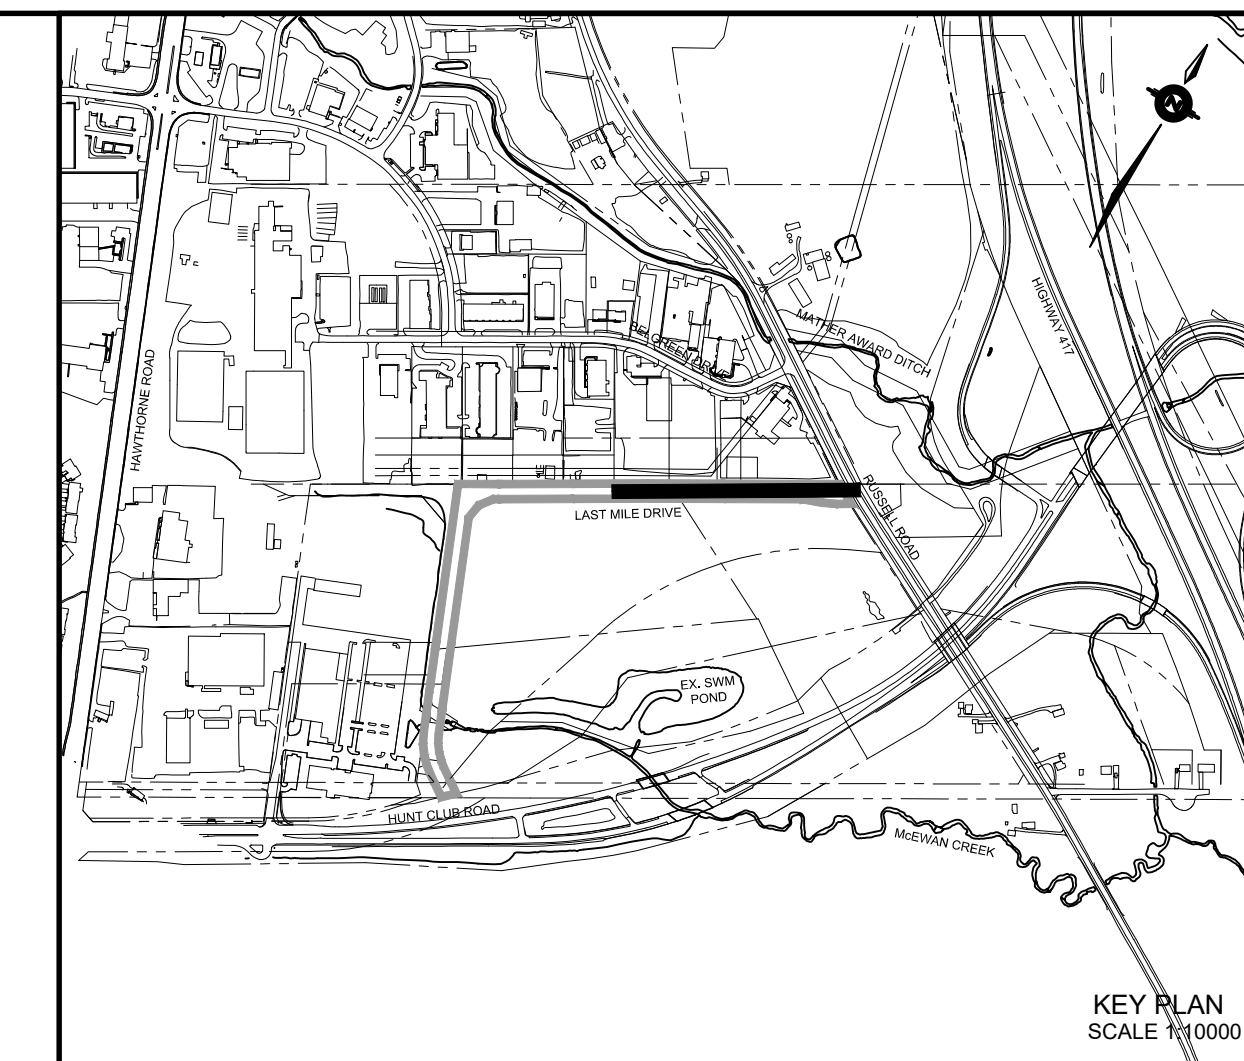 N
HIGHWAY 417
MATHER AWARD DITCH
BELGREEN DRIVE
HAWTHORNE ROAD
RUSSELL ROAD
LAST MILE DRIVE
EX. SWM
POND
HUNT CLUB ROAD
McEWAN CREEK
KEY PLAN
SCALE 1:10000